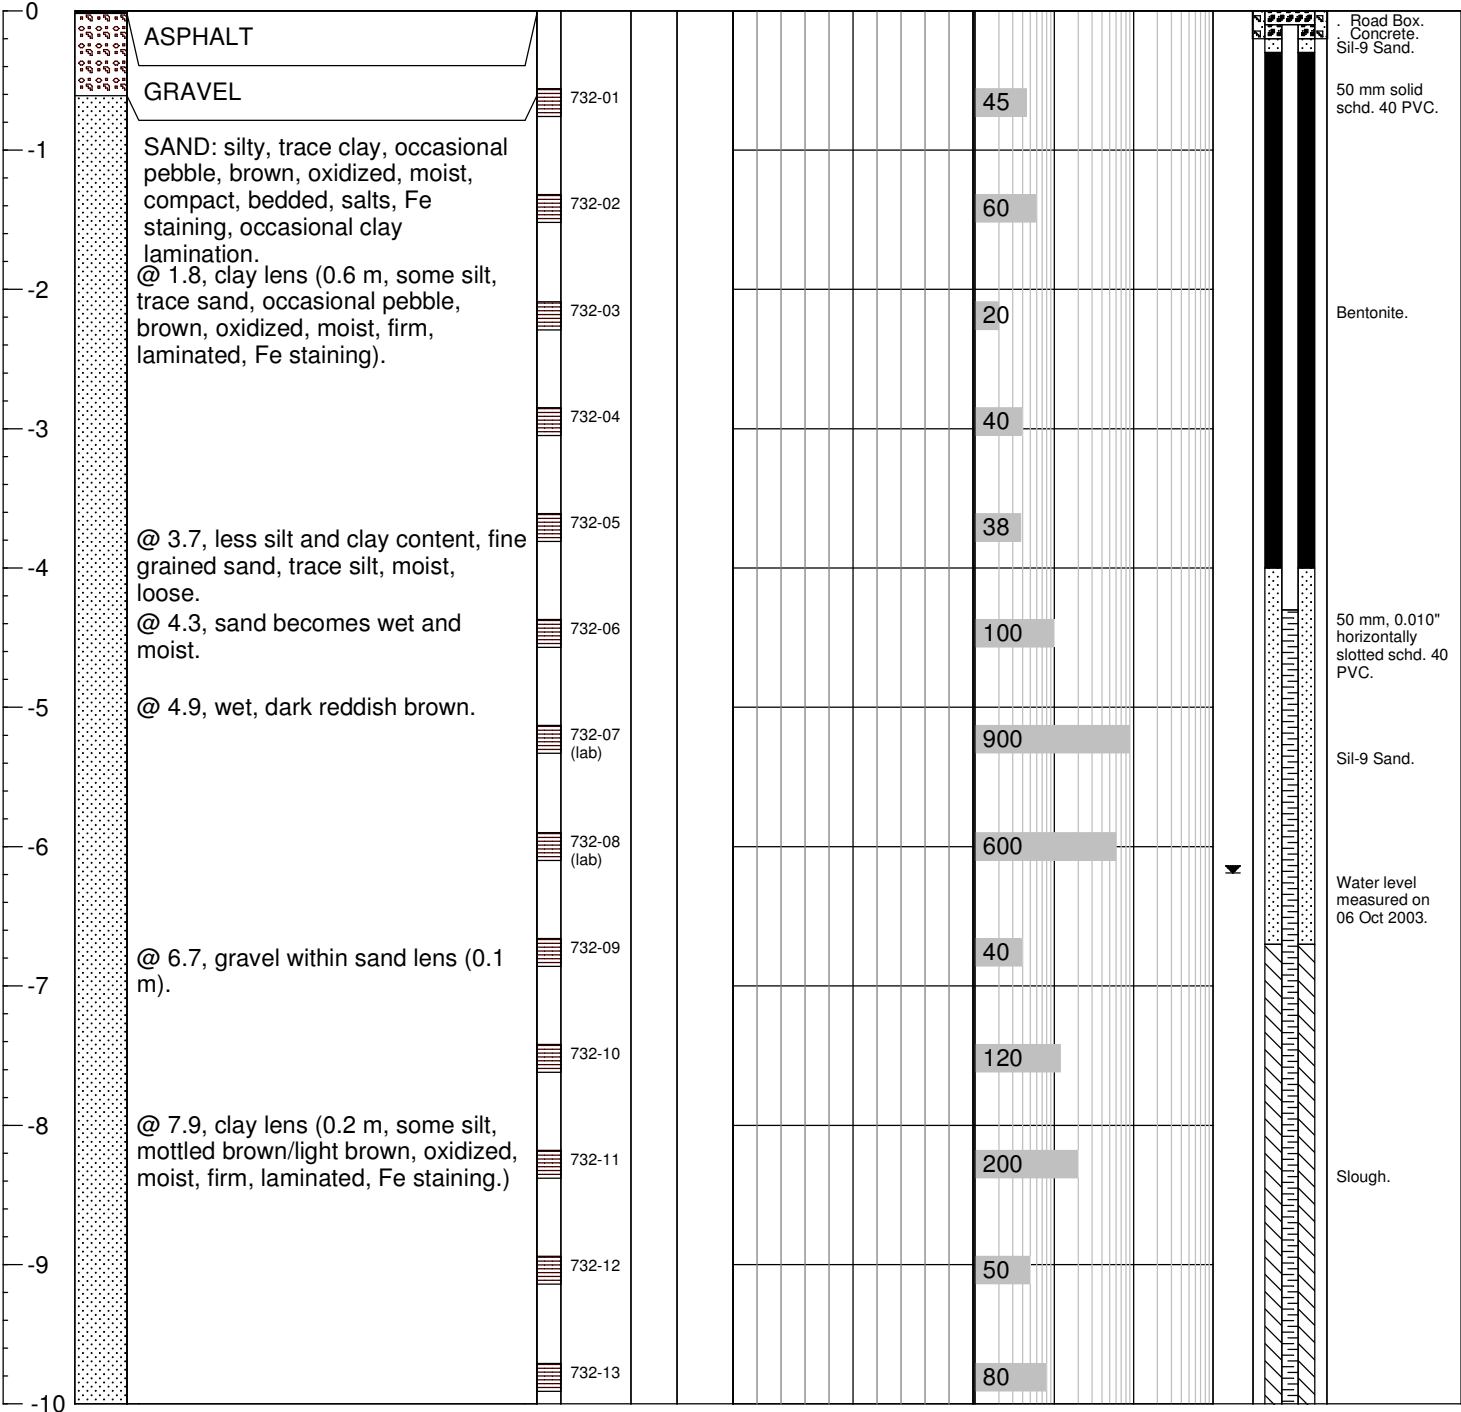 0
-1
-2
-3
-4
-5
-6
-7
-8
-9
-10
ASPHALT
GRAVEL
SAND: silty, trace clay, occasional
pebble, brown, oxidized, moist,
compact, bedded, salts, Fe
staining, occasional clay
lamination.
@ 1.8, clay lens (0.6 m, some silt,
trace sand, occasional pebble,
brown, oxidized, moist, firm,
laminated, Fe staining).
@ 3.7, less silt and clay content, fine
grained sand, trace silt, moist,
loose.
@ 4.3, sand becomes wet and
moist.
@ 4.9, wet, dark reddish brown.
@ 6.7, gravel within sand lens (0.1
m).
@ 7.9, clay lens (0.2 m, some silt,
mottled brown/light brown, oxidized,
moist, firm, laminated, Fe staining.)
732-01
732-02
732-03
732-04
732-05
732-06
732-07
(lab)
732-08
(lab)
732-09
732-10
732-11
732-12
732-13
45
60
20
40
38
100
900
600
40
120
200
50
80
. Road Box.
. Concrete.
Sil-9 Sand.
50 mm solid
schd. 40 PVC.
Bentonite.
50 mm, 0.010"
horizontally
slotted schd. 40
PVC.
Sil-9 Sand.
Water level
measured on
06 Oct 2003.
Slough.